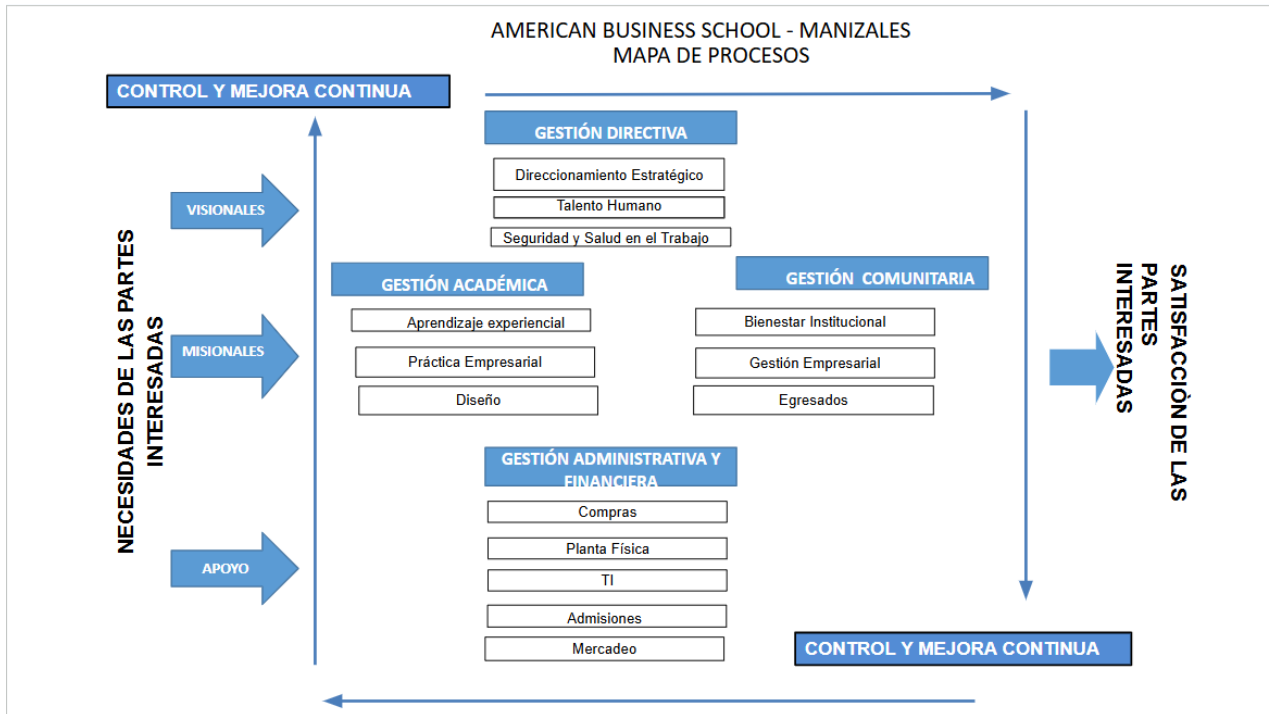 AMERICAN BUSINESS SCHOOL - MANIZALES
MAPA DE PROCESOS
CONTROL Y MEJORA CONTINUA
GESTIÓN DIRECTIVA
Direccionamiento Estratégico
VISIONALES
Talento Humano
Seguridad y Salud en el Trabajo
NECESIDADES DE LAS PARTES
INTERESADAS
GESTIÓN ACADÉMICA
GESTIÓN COMUNITARIA
MISIONALES
Aprendizaje experiencial
Práctica Empresarial
Diseño
Bienestar Institucional
Gestión Empresarial
Egresados
SATISFACCIÒN DE LAS
PARTES
INTERESADAS
GESTIÓN ADMINISTRATIVA Y
FINANCIERA
APOYO
Compras
Planta Física
TI
Admisiones
Mercadeo
CONTROL Y MEJORA CONTINUA